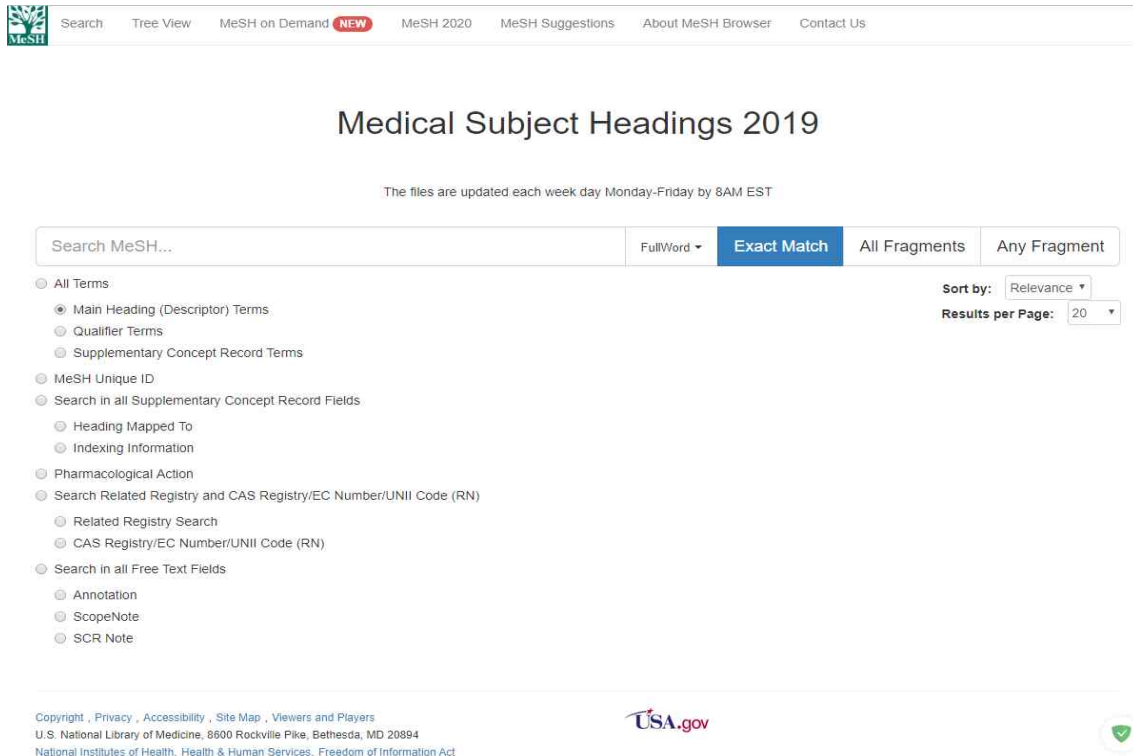 MeSH
Search Tree View MeSH on Demand NEW MeSH 2020 MeSH Suggestions About MeSH Browser Contact Us
Medical Subject Headings 2019
The files are updated each week day Monday-Friday by 8AM EST
Search MeSH... FullWord Exact Match All Fragments Any Fragment
All Terms
Sort by: Relevance
Main Heading (Descriptor) Terms
Results per Page: 20
Qualifier Terms
Supplementary Concept Record Terms
MeSH Unique ID
Search in all Supplementary Concept Record Fields
Heading Mapped To
Indexing Information
Pharmacological Action
Search Related Registry and CAS Registry/EC Number/UNII Code (RN)
Related Registry Search
CAS Registry/EC Number/UNII Code (RN)
Search in all Free Text Fields
Annotation
ScopeNote
SCR Note
Copyright , Privacy , Accessibility , Site Map , Viewers and Players
USA.gov
U.S. National Library of Medicine, 8600 Rockville Pike, Bethesda, MD 20894
National Institutes of Health, Health & Human Services, Freedom of Information Act